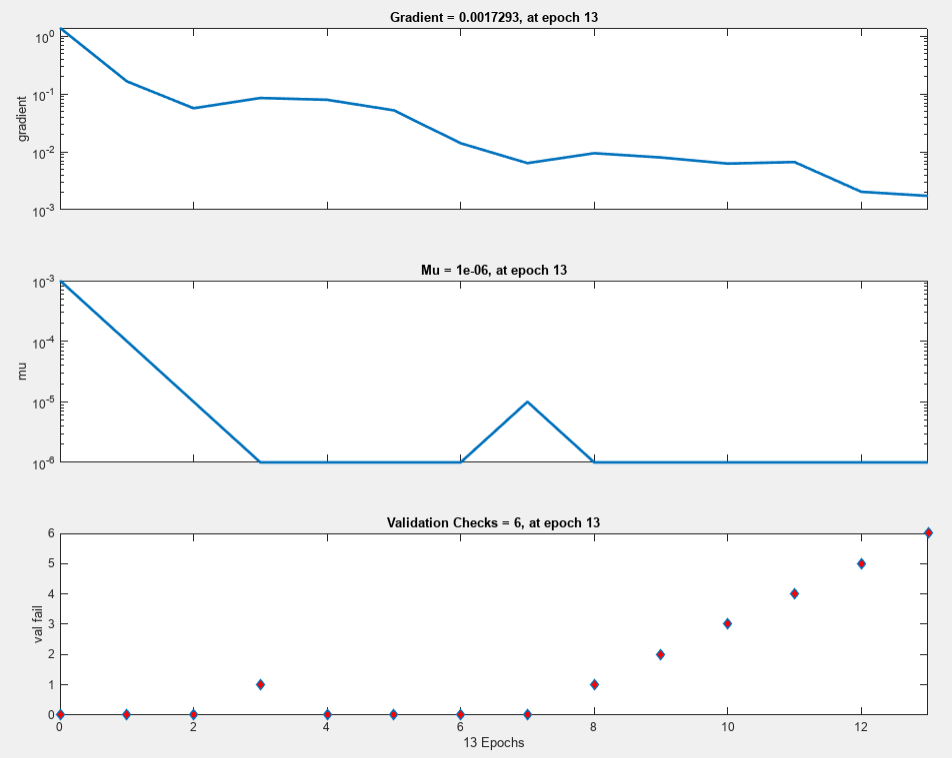 Gradient = 0.0017293, at epoch 13
10^0
10^-1
10^-2
10^-3
gradient
Mu = 1e-06, at epoch 13
10^-3
10^-4
10^-5
10^-6
mu
Validation Checks = 6, at epoch 13
6
5
4
3
2
1
0
val fail
0 2 4 6 8 10 12
13 Epochs